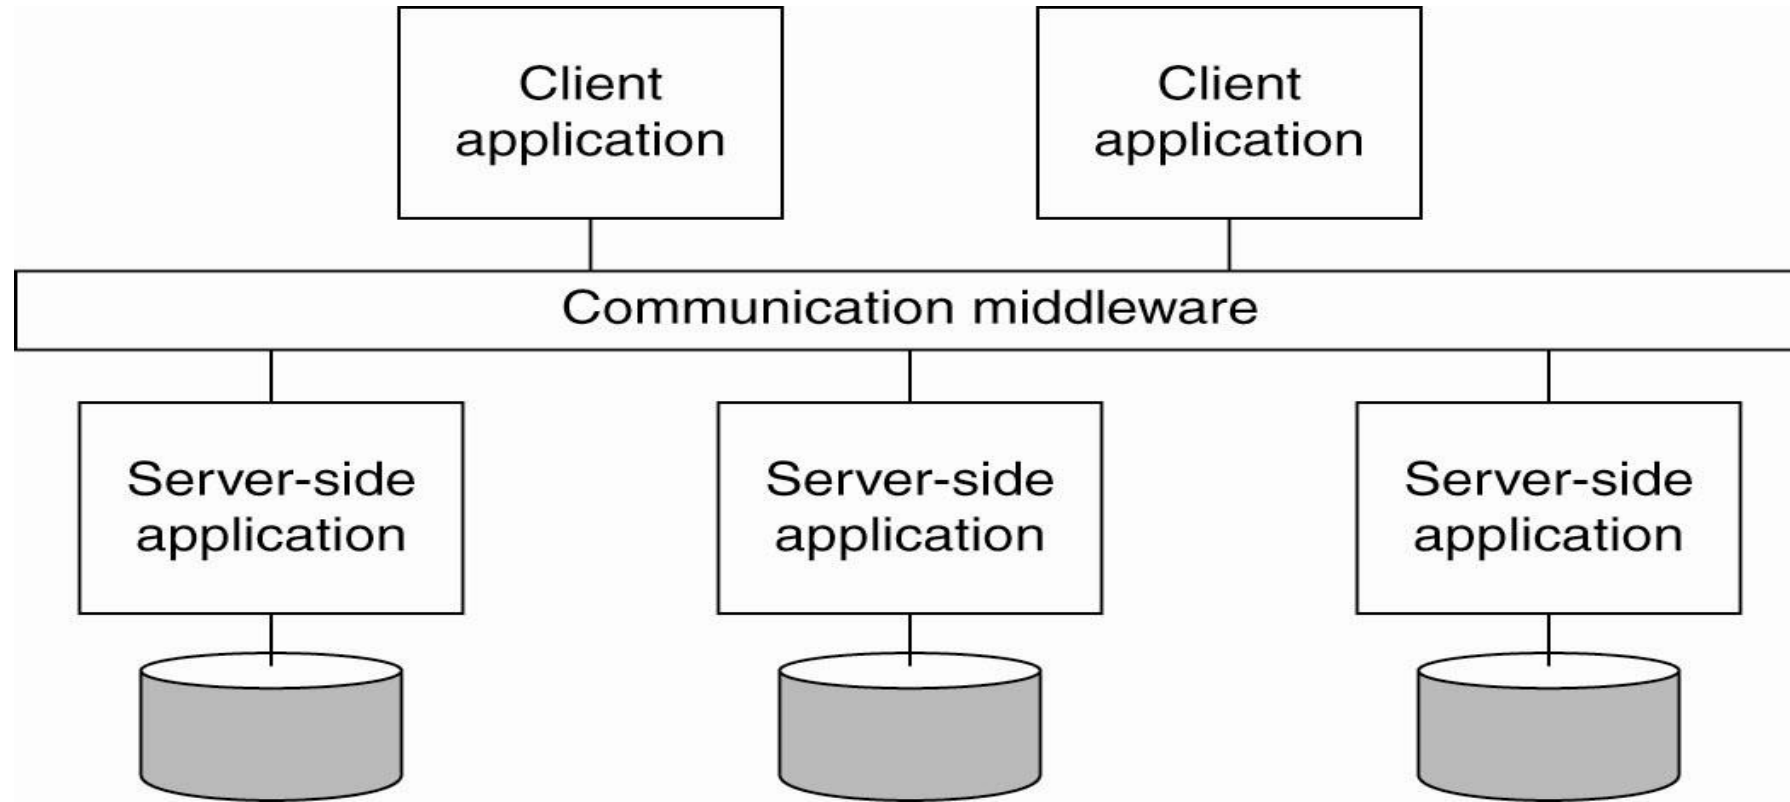 Client
application
Client
application
Communication middleware
Server-side
application
Server-side
application
Server-side
application